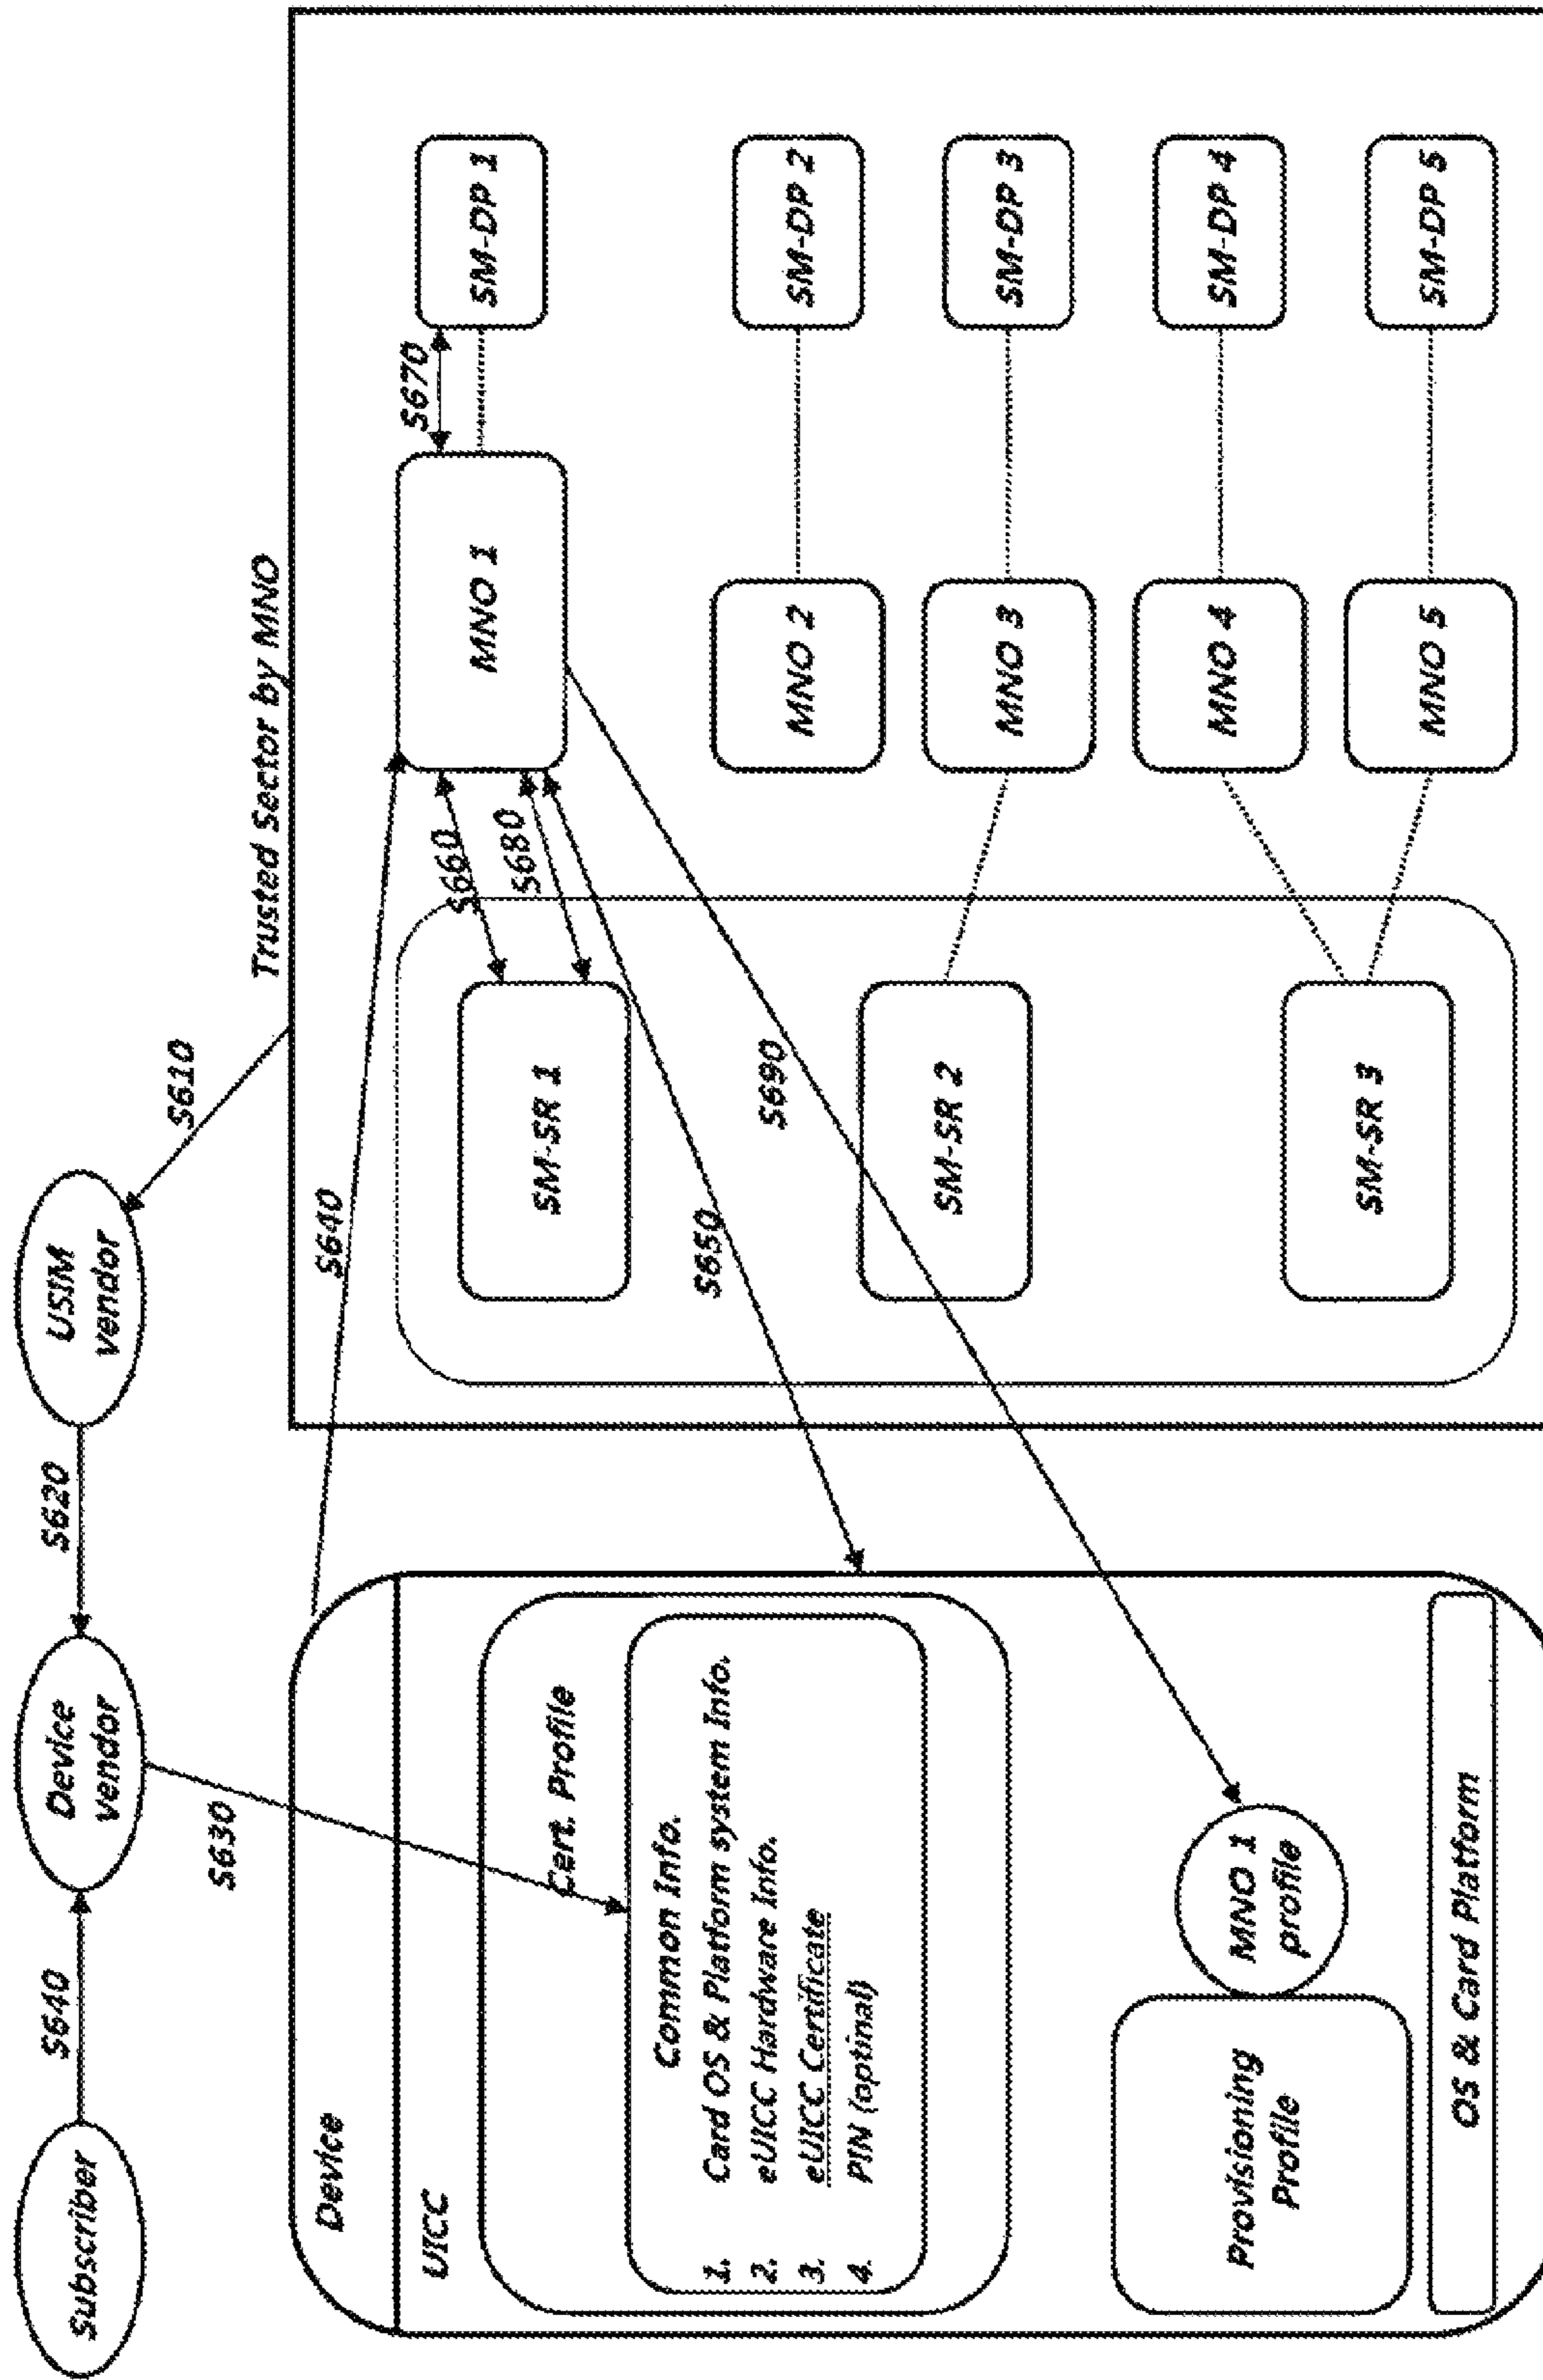 Subscriber
S640
Device
vendor
S620
USIM
vendor
S610
Trusted Sector by MNO
S630
S640
Device
UICC
Cert. Profile
Common Info.
1. Card OS & Platform system Info.
2. eUICC Hardware Info.
3. eUICC Certificate
4. PIN (optinal)
Provisioning
Profile
MNO 1
profile
OS & Card Platform
S650
S690
SM-SR 1
SM-SR 2
SM-SR 3
S660
S680
MNO 1
MNO 2
MNO 3
MNO 4
MNO 5
S670
SM-DP 1
SM-DP 2
SM-DP 3
SM-DP 4
SM-DP 5